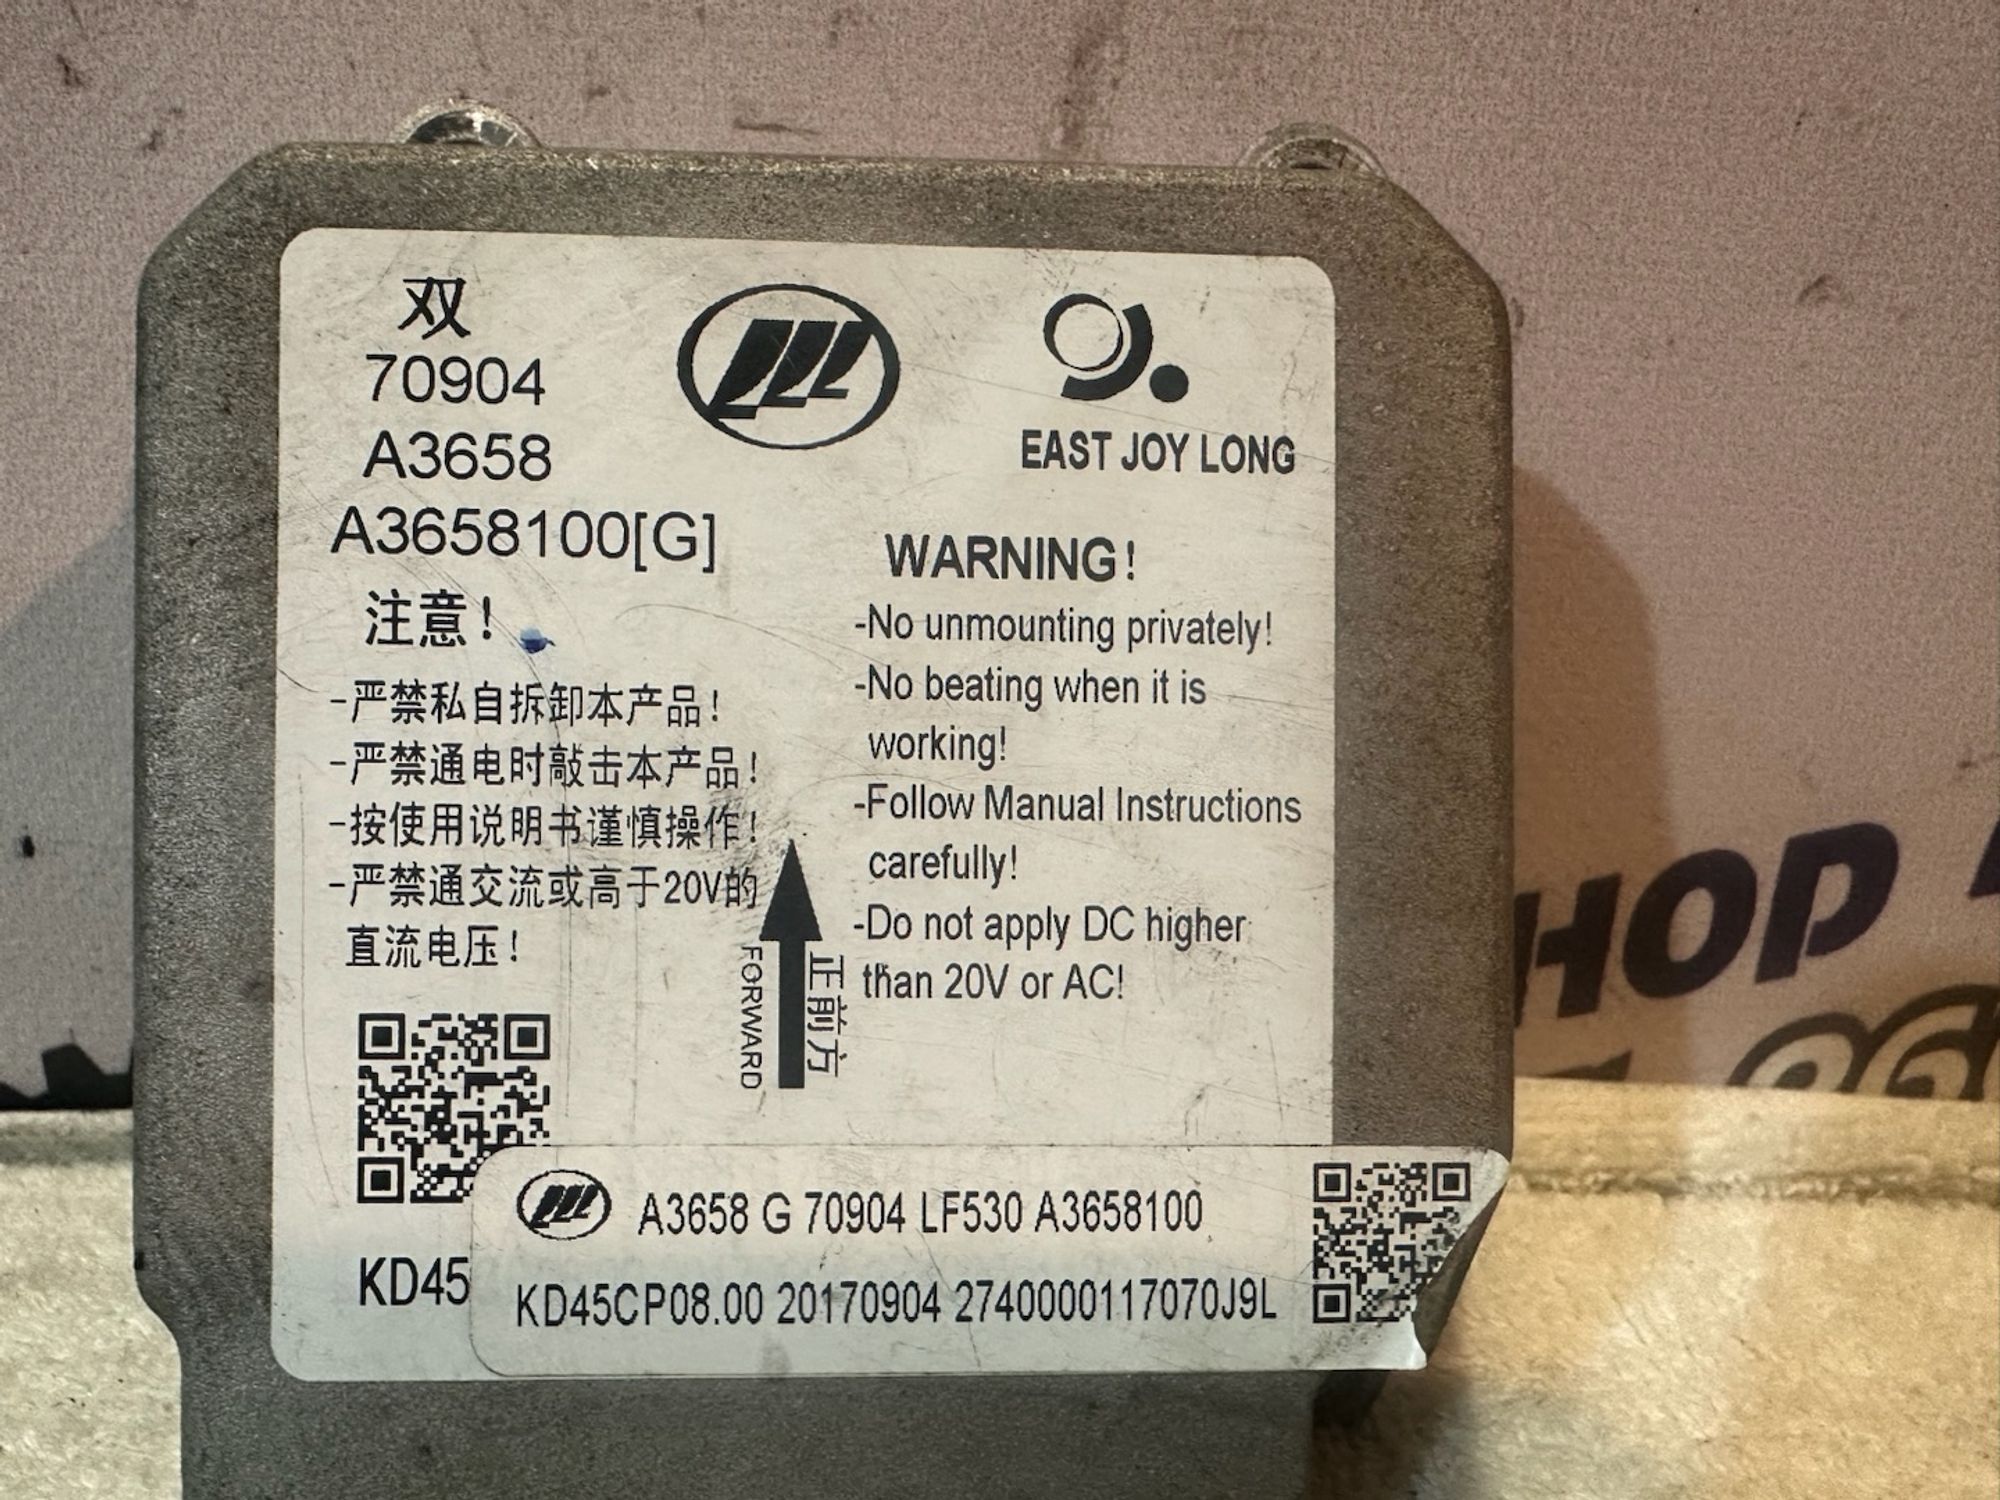 双
70904
A3658
A3658100[G]
EAST JOY LONG
注意!
-严禁私自拆卸本产品!
-严禁通电时敲击本产品!
-按使用说明书谨慎操作!
-严禁通交流或高于20V的
直流电压!
WARNING!
-No unmounting privately!
-No beating when it is
working!
-Follow Manual Instructions
carefully!
-Do not apply DC higher
than 20V or AC!
FORWARD
正前方
KD45
A3658 G 70904 LF530 A3658100
KD45CP08.00 20170904 2740000117070J9L
HOP